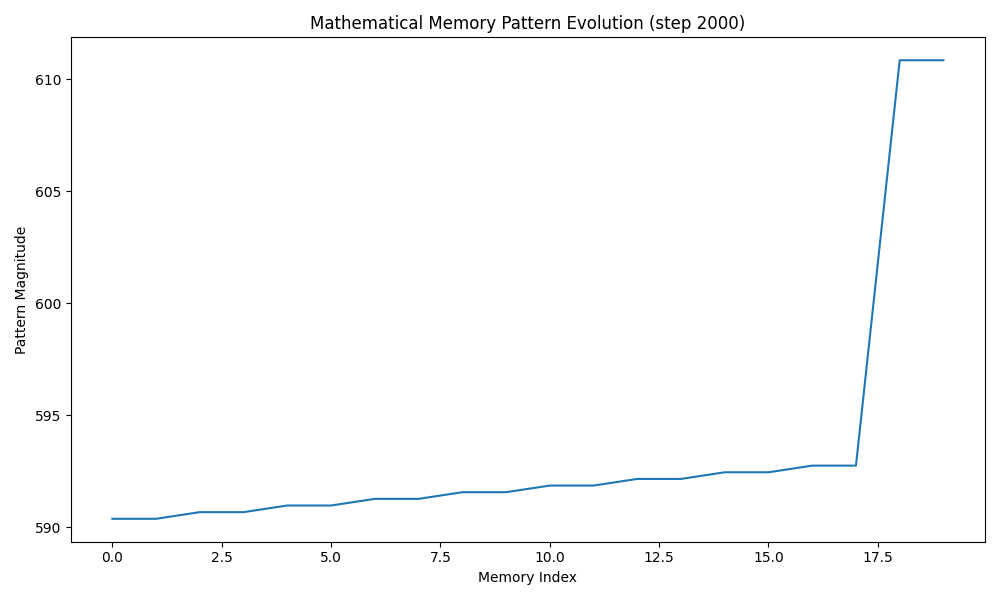 Mathematical Memory Pattern Evolution (step 2000)
610
605
600
595
590
Pattern Magnitude
0.0 2.5 5.0 7.5 10.0 12.5 15.0 17.5
Memory Index